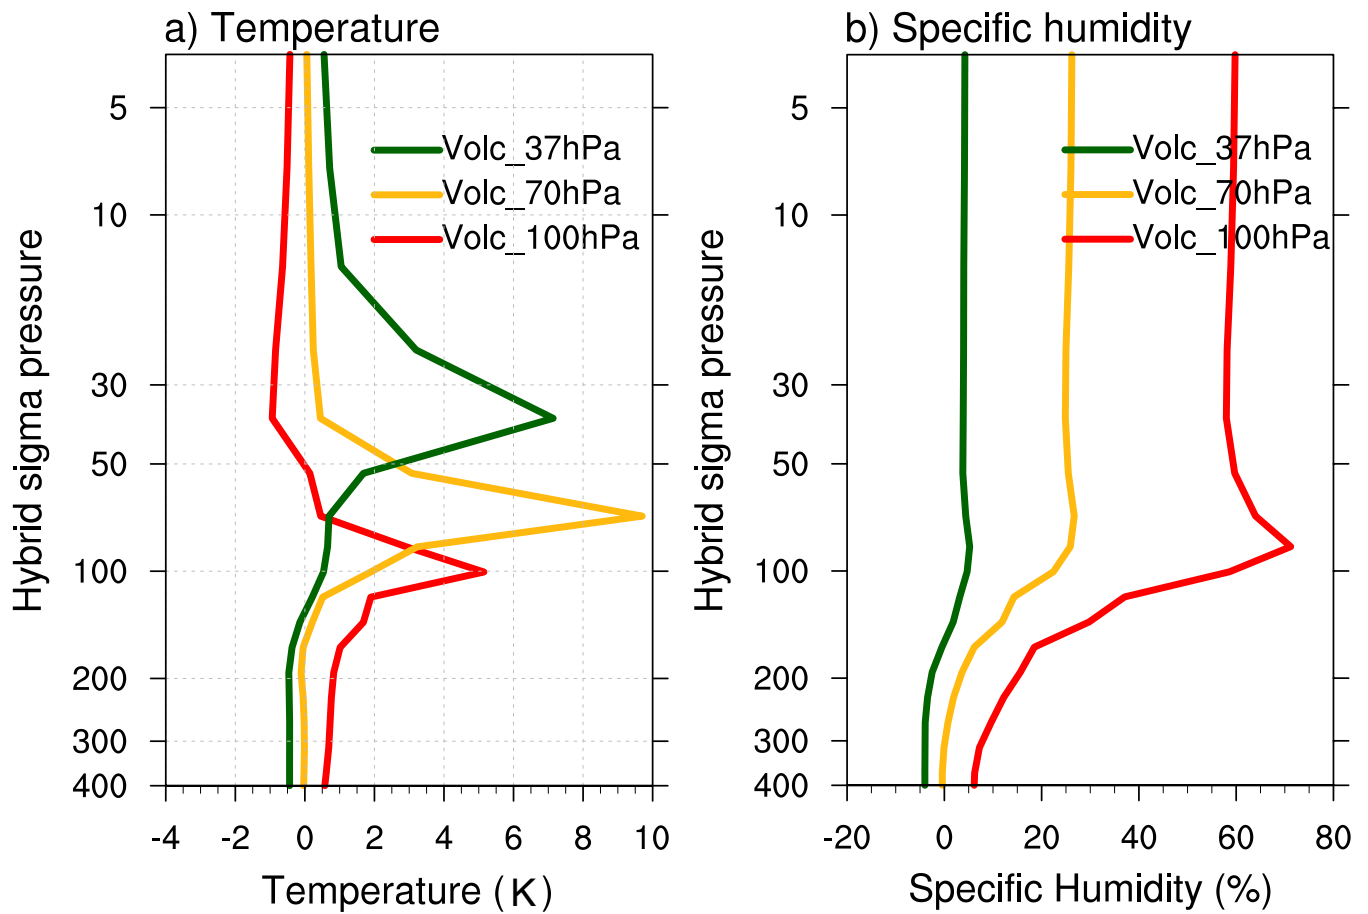 a) Temperature
5
10
30
50
100
200
300
400
Hybrid sigma pressure
Volc_37hPa
Volc_70hPa
Volc_100hPa
-4 -2 0 2 4 6 8 10
Temperature (K)
b) Specific humidity
5
10
30
50
100
200
300
400
Hybrid sigma pressure
Volc_37hPa
Volc_70hPa
Volc_100hPa
-20 0 20 40 60 80
Specific Humidity (%)